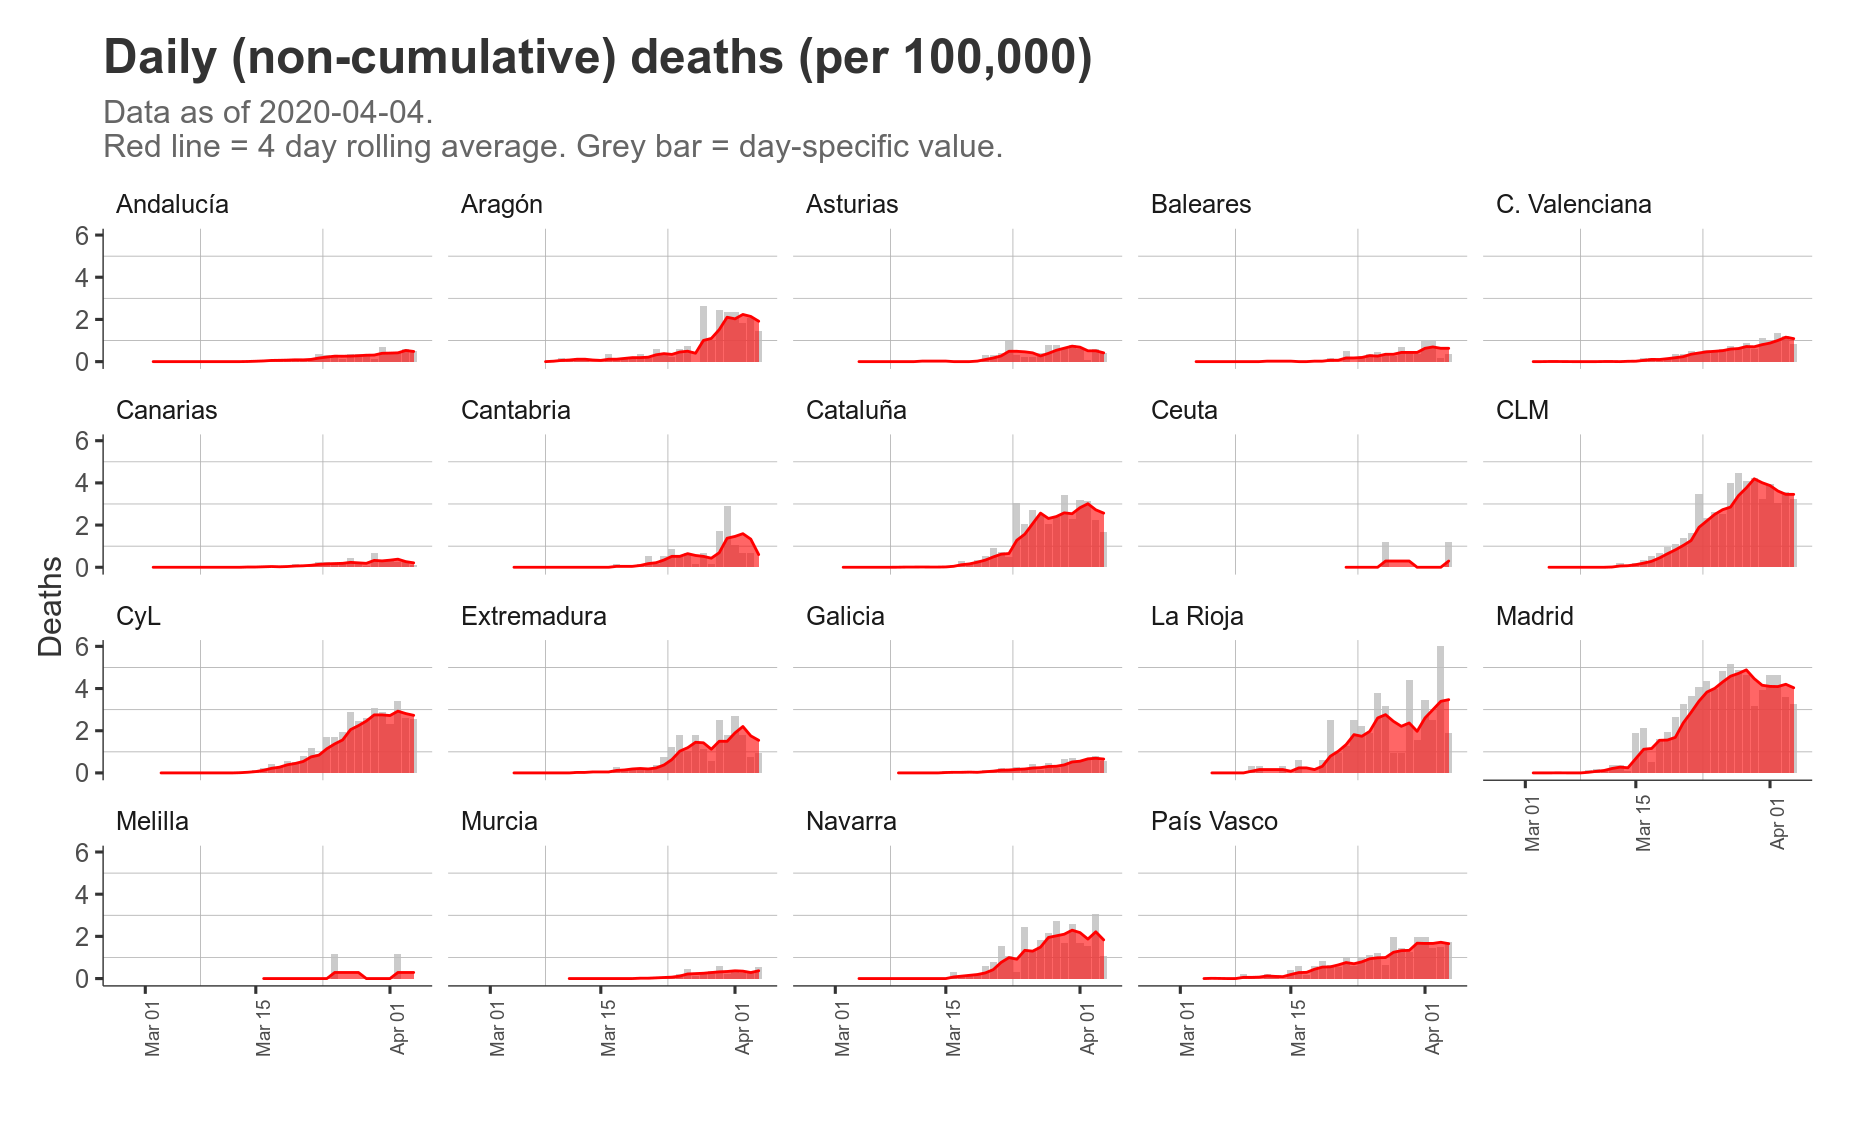 Daily (non-cumulative) deaths (per 100,000)
Data as of 2020-04-04.
Red line = 4 day rolling average. Grey bar = day-specific value.
Andalucía
Aragón
Asturias
Baleares
C. Valenciana
6
4
2
0
Canarias
Cantabria
Cataluña
Ceuta
CLM
6
4
2
0
Deaths
CyL
Extremadura
Galicia
La Rioja
Madrid
6
4
2
0
Mar 01
Mar 15
Apr 01
Melilla
Murcia
Navarra
País Vasco
6
4
2
0
Mar 01
Mar 15
Apr 01
Mar 01
Mar 15
Apr 01
Mar 01
Mar 15
Apr 01
Mar 01
Mar 15
Apr 01